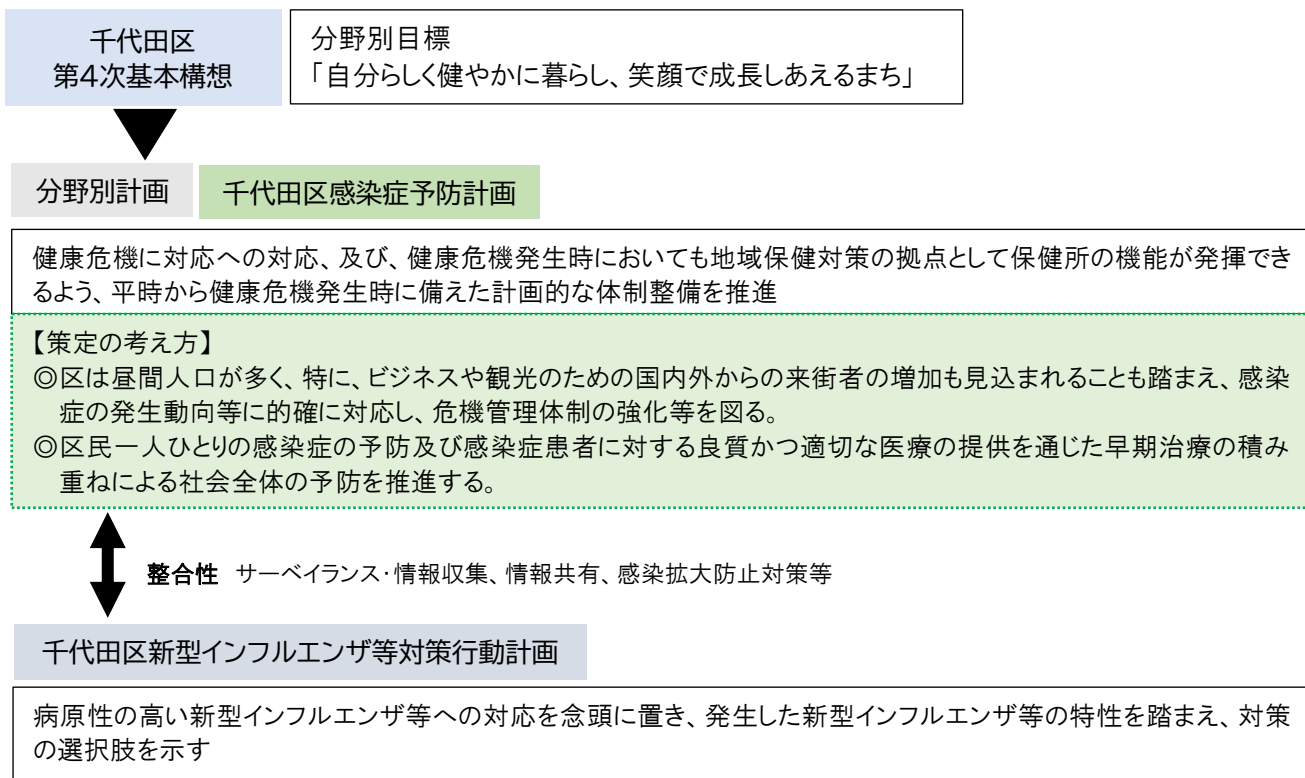 千代田区
第4次基本構想
分野別目標
「自分らしく健やかに暮らし、笑顔で成長しあえるまち」
分野別計画
千代田区感染症予防計画
健康危機に対応への対応、及び、健康危機発生時においても地域保健対策の拠点として保健所の機能が発揮でき
るよう、平時から健康危機発生時に備えた計画的な体制整備を推進
【策定の考え方】
◎区は昼間人口が多く、特に、ビジネスや観光のための国内外からの来街者の増加も見込まれることも踏まえ、感染
症の発生動向等に的確に対応し、危機管理体制の強化等を図る。
◎区民一人ひとりの感染症の予防及び感染症患者に対する良質かつ適切な医療の提供を通じた早期治療の積み
重ねによる社会全体の予防を推進する。
整合性 サーベイランス・情報収集、情報共有、感染拡大防止対策等
千代田区新型インフルエンザ等対策行動計画
病原性の高い新型インフルエンザ等への対応を念頭に置き、発生した新型インフルエンザ等の特性を踏まえ、対策
の選択肢を示す